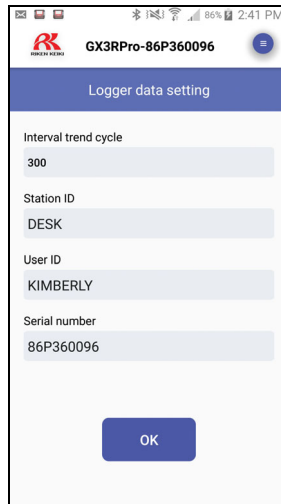 86% 2:41 PM
RIKEN KEIKI
GX3RPro-86P360096
Logger data setting
Interval trend cycle
300
Station ID
DESK
User ID
KIMBERLY
Serial number
86P360096
OK